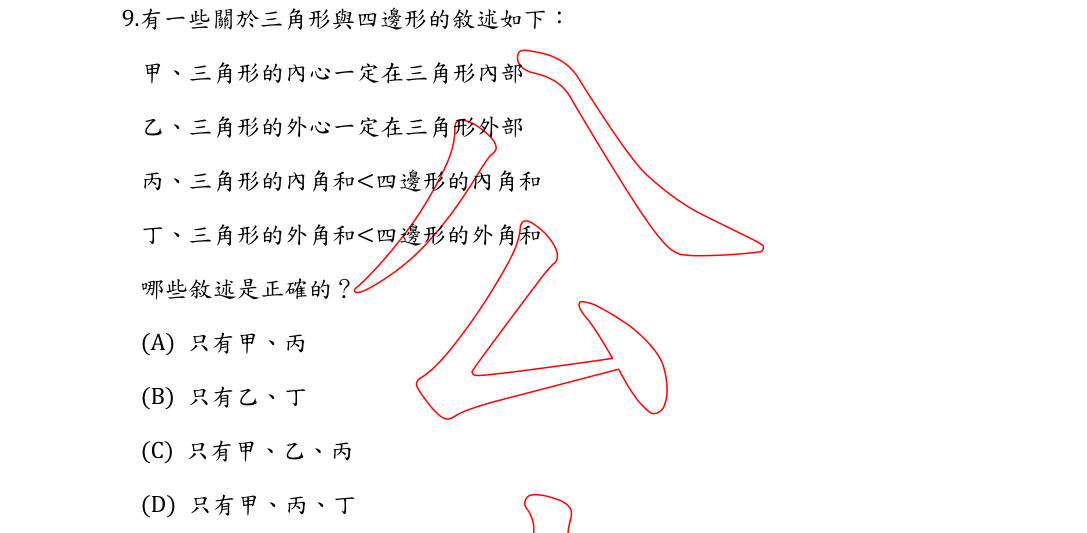 9.有一些關於三角形與四邊形的敘述如下：
甲、三角形的內心一定在三角形內部
乙、三角形的外心一定在三角形外部
丙、三角形的內角和<四邊形的內角和
丁、三角形的外角和<四邊形的外角和
哪些敘述是正確的？
(A) 只有甲、丙
(B) 只有乙、丁
(C) 只有甲、乙、丙
(D) 只有甲、丙、丁
公